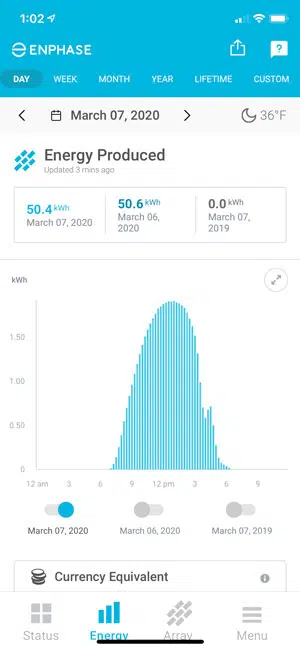 1:02
ENPHASE
DAY WEEK MONTH YEAR LIFETIME CUSTOM
March 07, 2020 36°F
Energy Produced
Updated 3 mins ago
50.4 kWh 50.6 kWh 0.0 kWh
March 07, 2020 March 06, March 07,
2020 2019
kWh
1.50
1.00
0.50
0
12 am 3 6 9 12 pm 3 6 9
March 07, 2020 March 06, 2020 March 07, 2019
Currency Equivalent
Status Energy Array Menu